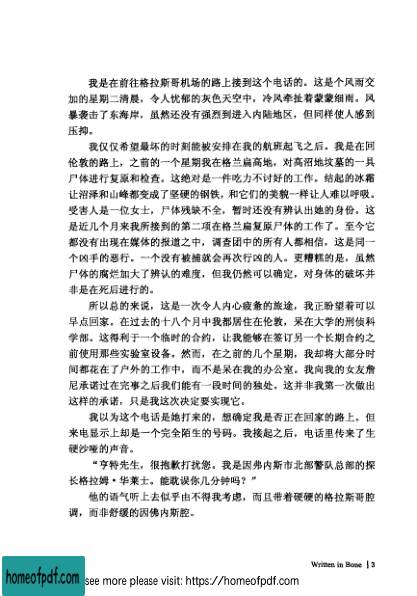 我是在前往格拉斯哥机场的路上接到这个电话的。这是个风雨交
加的星期二清晨，令人忧郁的灰色天空中，冷风牵扯着蒙蒙细雨。风
暴袭击了东海岸，虽然还没有强烈到进入内陆地区，但同样使人感到
压抑。
我仅仅希望最坏的时刻能被安排在我的航班起飞之后。我是在回
伦敦的路上，之前的一个星期我在格兰扁高地，对高沼地坟墓的一具
尸体进行复原和检查。这绝对是一件吃力不讨好的工作。结起的冰霜
让沼泽和山峰都变成了坚硬的钢铁，和它们的美貌一样让人难以呼吸。
受害人是一位女士，尸体残缺不全，暂时还没有辨认出她的身份。这
是近几个月来我所接到的第二项在格兰扁复原尸体的工作了。至今它
都没有出现在媒体的报道之中，调查团中的所有人都相信，这是同一
个凶手的恶行。一个没有被捕就会再次行凶的人。更糟糕的是，虽然
尸体的腐烂加大了辨认的难度，但我仍然可以确定，对身体的破坏并
非是在死后进行的。
所以总的来说，这是一次令人内心疲惫的旅途，我正盼望着可以
早点回家。在过去的十八个月中我都居住在伦敦，呆在大学的刑侦科
学部。这得利于一个临时的合约，让我能够在签订另一个长期合约之
前使用那些实验室设备。然而，在之前的几个星期，我却将大部分时
间都花在了户外的工作中，而不是呆在我的办公室。我向我的女友詹
尼承诺过在完事之后我们能有一段时间的独处。这并非我第一次做出
这样的承诺，只是我这次决定要实现它。
我以为这个电话是她打来的，想确定我是否正在回家的路上。但
来电显示上却是一个完全陌生的号码。我接起之后，电话里传来了生
硬沙哑的声音。
“亨特先生，很抱歉打扰您。我是因弗内斯市北部警队总部的探
长格拉姆·华莱士。能耽误你几分钟吗？”
他的语气听上去似乎由不得我考虑，而且带着硬硬的格拉斯哥腔
调，而非舒缓的因佛内斯腔。
Written in Bone | 3
homeofpdf.com
see more please visit: https://homeofpdf.com